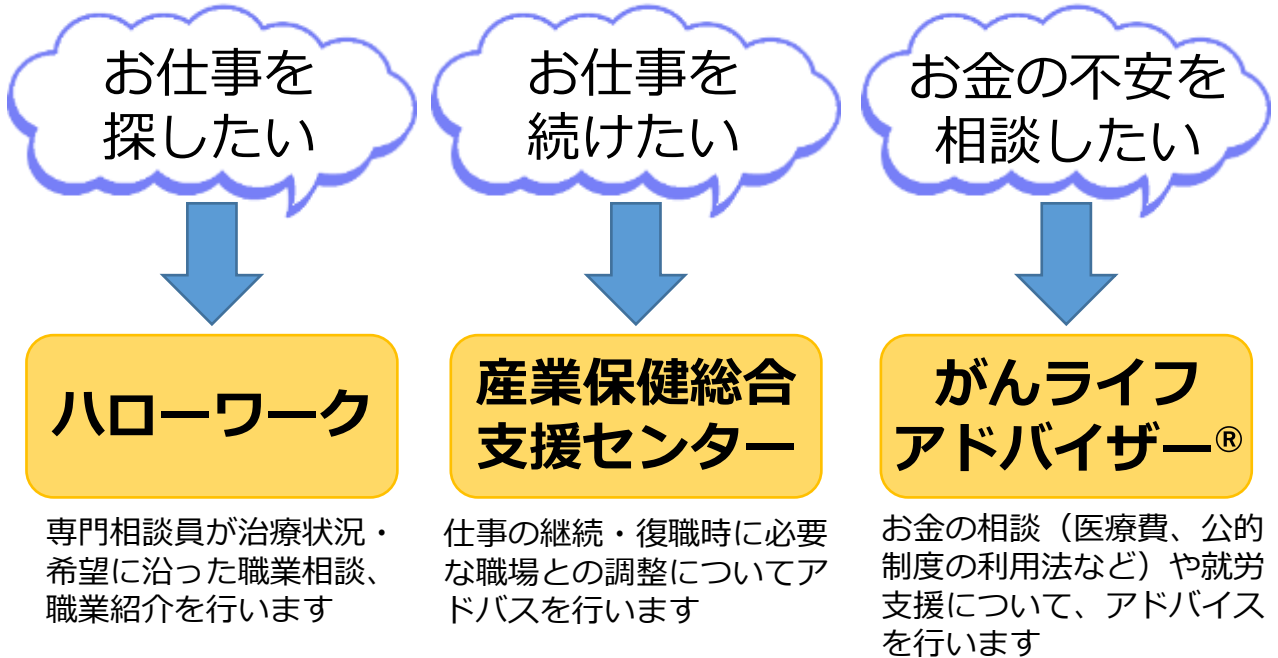 お仕事を
探したい
お仕事を
続けたい
お金の不安を
相談したい
ハローワーク
産業保健総合
支援センター
がんライフ
アドバイザー®
専門相談員が治療状況・
希望に沿った職業相談、
職業紹介を行います
仕事の継続・復職時に必要
な職場との調整についてア
ドバスを行います
お金の相談（医療費、公的
制度の利用法など）や就労
支援について、アドバイス
を行います